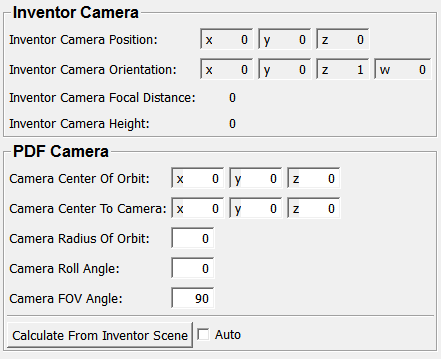 Inventor Camera
Inventor Camera Position: x 0 y 0 z 0
Inventor Camera Orientation: x 0 y 0 z 1 w 0
Inventor Camera Focal Distance: 0
Inventor Camera Height: 0
PDF Camera
Camera Center Of Orbit: x 0 y 0 z 0
Camera Center To Camera: x 0 y 0 z 0
Camera Radius Of Orbit: 0
Camera Roll Angle: 0
Camera FOV Angle: 90
Calculate From Inventor Scene Auto